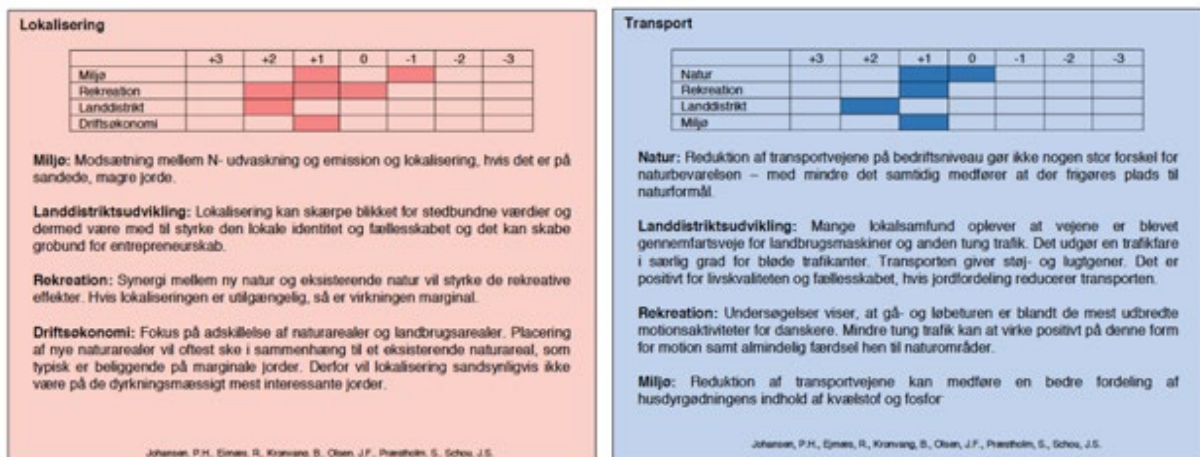 Lokalisering
+3 +2 +1 0 -1 -2 -3
Miljø
Rekreation
Landdistrikt
Driftsøkonomi
Miljø: Modsætning mellem N- udvaskning og emission og lokalisering, hvis det er på
sandede, magre jorde.
Landdistriktsudvikling: Lokalisering kan skærpe blikket for stedbundne værdier og
dermed være med til styrke den lokale identitet og fællesskabet og det kan skabe
grobund for entrepreneurskab.
Rekreation: Synergi mellem ny natur og eksisterende natur vil styrke de rekreative
effekter. Hvis lokaliseringen er utilgængelig, så er virkningen marginal.
Driftsøkonomi: Fokus på adskillelse af naturarealer og landbrugsarealer. Placering
af nye naturarealer vil oftest ske i sammenhæng til et eksisterende naturareal, som
typisk er beliggende på marginale jorder. Derfor vil lokalisering sandsynligvis ikke
være på de dyrkningsmæssigt mest interessante jorder.
Johansen, P.H., Ejrnæs, R., Kronvang, B., Olsen, J.F., Præstholm, S., Schou, J.S.
Transport
+3 +2 +1 0 -1 -2 -3
Natur
Rekreation
Landdistrikt
Miljø
Natur: Reduktion af transportvejene på bedriftsniveau gør ikke nogen stor forskel for
naturbevarelsen – med mindre det samtidig medfører at der frigøres plads til
naturformål.
Landdistriktsudvikling: Mange lokalsamfund oplever at vejene er blevet
gennemfartsveje for landbrugsmaskiner og anden tung trafik. Det udgør en trafikfare
i særlig grad for bløde trafikanter. Transporten giver støj- og lugtgener. Det er
positivt for livskvaliteten og fællesskabet, hvis jordfordeling reducerer transporten.
Rekreation: Undersøgelser viser, at gå- og løbeturen er blandt de mest udbredte
motionsaktiviteter for danskere. Mindre tung trafik kan at virke positivt på denne form
for motion samt almindelig færdsel hen til naturområder.
Miljø: Reduktion af transportvejene kan medføre en bedre fordeling af
husdyrgødningens indhold af kvælstof og fosfor
Johansen, P.H., Ejrnæs, R., Kronvang, B., Olsen, J.F., Præstholm, S., Schou, J.S.